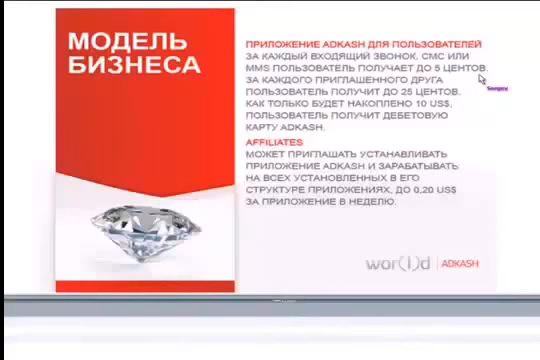 МОДЕЛЬ
БИЗНЕСА
ПРИЛОЖЕНИЕ ADKASH ДЛЯ ПОЛЬЗОВАТЕЛЕЙ
ЗА КАЖДЫЙ ВХОДЯЩИЙ ЗВОНОК, СМС ИЛИ
MMS ПОЛЬЗОВАТЕЛЬ ПОЛУЧАЕТ ДО 5 ЦЕНТОВ.
ЗА КАЖДОГО ПРИГЛАШЕННОГО ДРУГА
ПОЛЬЗОВАТЕЛЬ ПОЛУЧИТ ДО 25 ЦЕНТОВ.
КАК ТОЛЬКО БУДЕТ НАКОПЛЕНО 10 US$,
ПОЛЬЗОВАТЕЛЬ ПОЛУЧИТ ДЕБЕТОВУЮ
КАРТУ ADKASH.
AFFILIATES
МОЖЕТ ПРИГЛАШАТЬ УСТАНАВЛИВАТЬ
ПРИЛОЖЕНИЕ ADKASH И ЗАРАБАТЫВАТЬ
НА ВСЕХ УСТАНОВЛЕННЫХ В ЕГО
СТРУКТУРЕ ПРИЛОЖЕНИЯХ, ДО 0,20 US$
ЗА ПРИЛОЖЕНИЕ В НЕДЕЛЮ.
wor(i)d | ADKASH